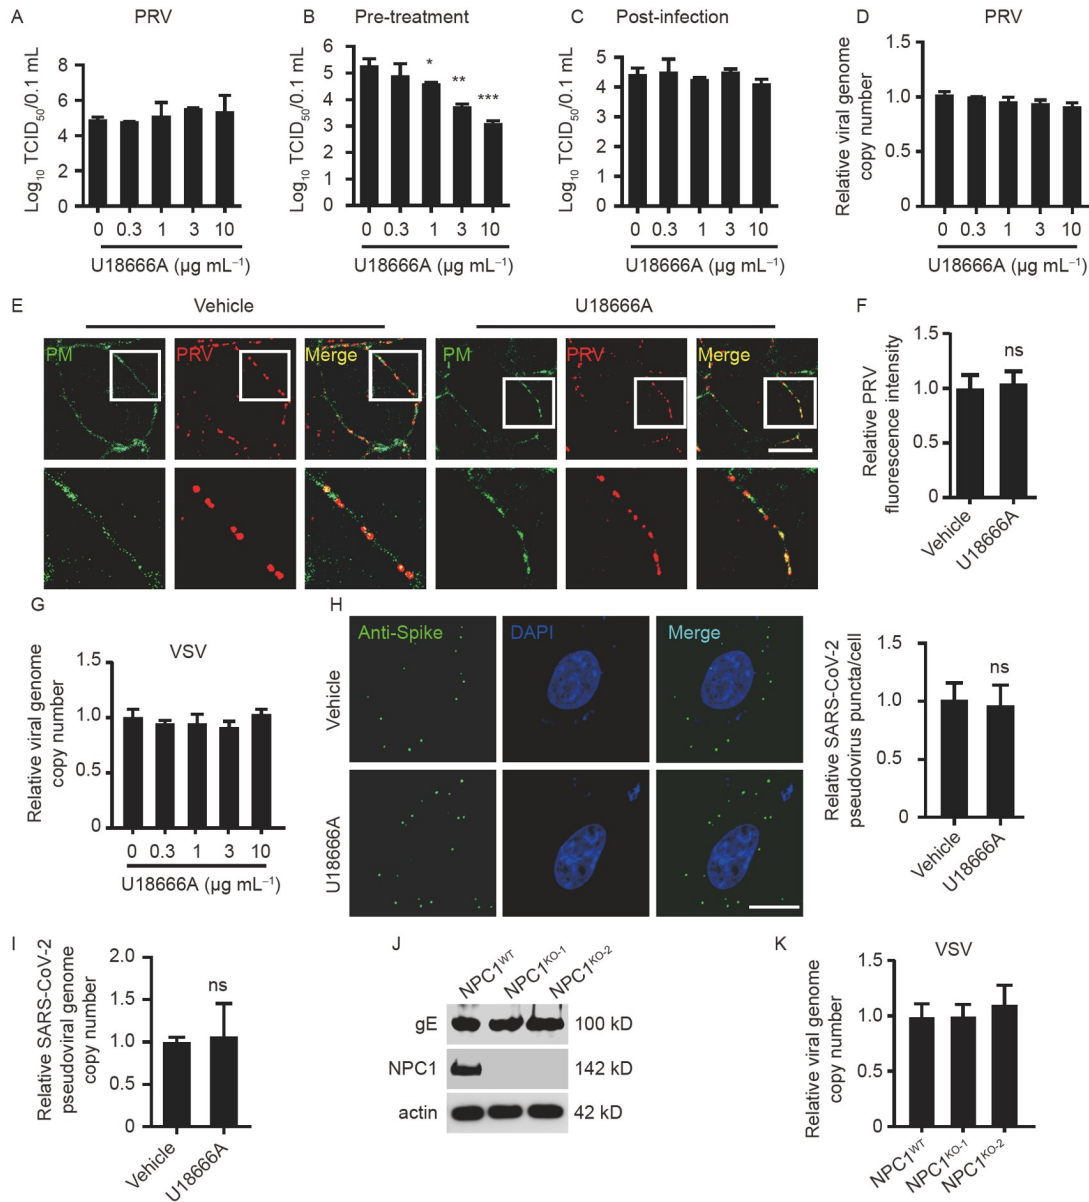 A
PRV
Log10 TCID50/0.1 mL
8
6
4
2
0
0 0.3 1 3 10
U18666A (µg mL−1)
B
Pre-treatment
Log10 TCID50/0.1 mL
6
5
4
3
2
1
0
*
**
***
0 0.3 1 3 10
U18666A (µg mL−1)
C
Post-infection
Log10 TCID50/0.1 mL
5
4
3
2
1
0
0 0.3 1 3 10
U18666A (µg mL−1)
D
PRV
Relative viral genome
copy number
1.5
1.0
0.5
0
0 0.3 1 3 10
U18666A (µg mL−1)
E
Vehicle
U18666A
PM
PRV
Merge
PM
PRV
Merge
F
Relative PRV
fluorescence intensity
1.5
1.0
0.5
0
ns
Vehicle
U18666A
G
VSV
Relative viral genome
copy number
1.5
1.0
0.5
0
0 0.3 1 3 10
U18666A (µg mL−1)
H
Anti-Spike
DAPI
Merge
Vehicle
U18666A
Relative SARS-CoV-2
pseudovirus puncta/cell
1.5
1.0
0.5
0
ns
Vehicle
U18666A
I
Relative SARS-CoV-2
pseudoviral genome
copy number
2.0
1.5
1.0
0.5
0
ns
Vehicle
U18666A
J
NPC1WT
NPC1KO-1
NPC1KO-2
gE
100 kD
NPC1
142 kD
actin
42 kD
K
VSV
Relative viral genome
copy number
1.5
1.0
0.5
0
NPC1WT
NPC1KO-1
NPC1KO-2